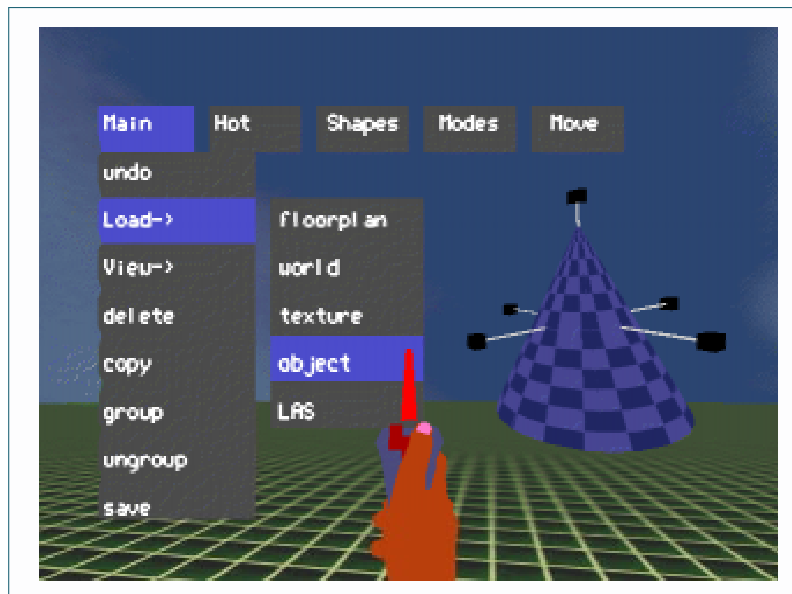 Main Hot Shapes Modes Move
undo
Load->
View->
delete
copy
group
ungroup
save
floorplan
world
texture
object
LAS